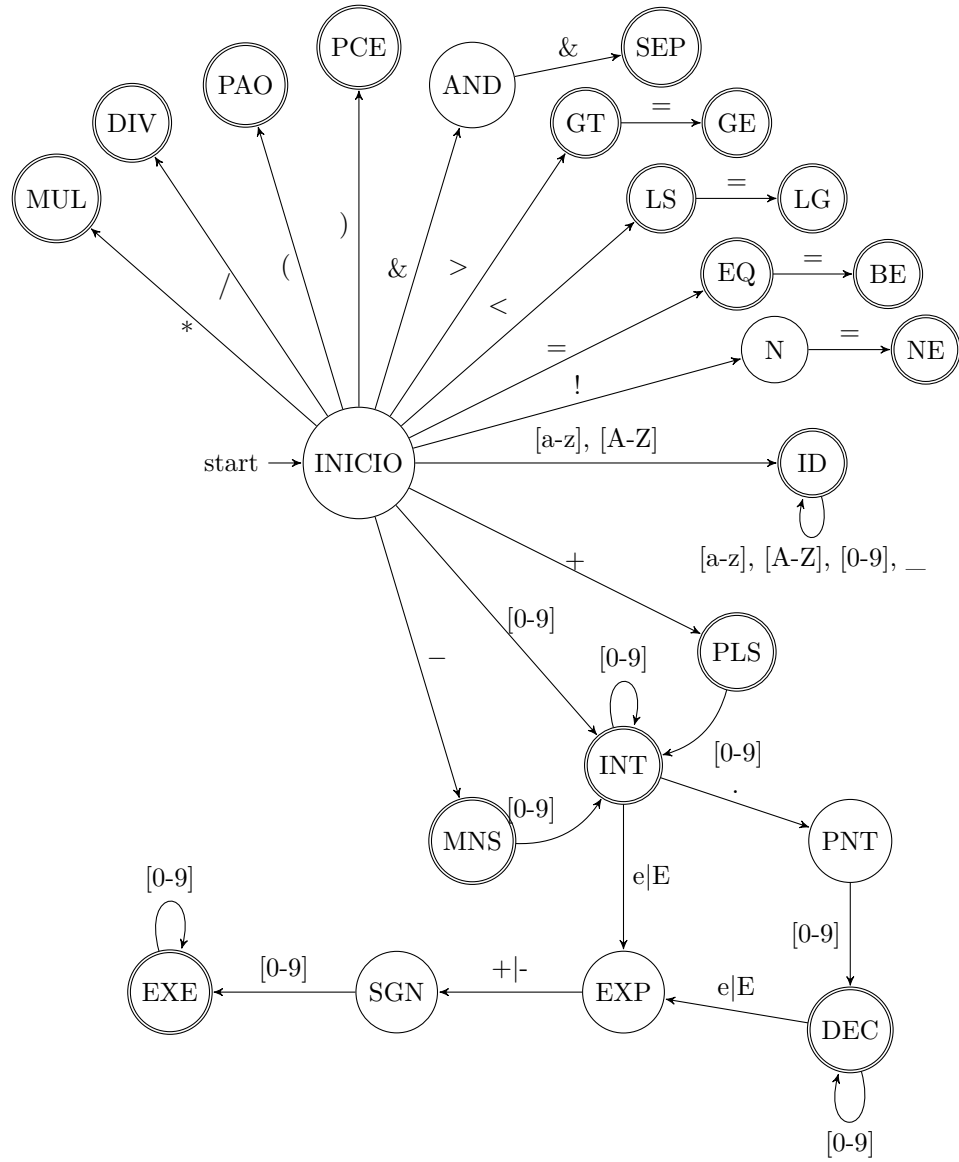 PCE
SEP
&
AND
PAO
DIV
GT
=
GE
MUL
LS
=
LG
)
(
&
>
/
<
EQ
=
BE
*
=
!
N
=
NE
start
INICIO
[a-z], [A-Z]
ID
[a-z], [A-Z], [0-9], _
+
[0-9]
–
[0-9]
PLS
INT
[0-9]
.
[0-9]
MNS
PNT
e|E
[0-9]
[0-9]
EXE
[0-9]
SGN
+|-
EXP
e|E
DEC
[0-9]